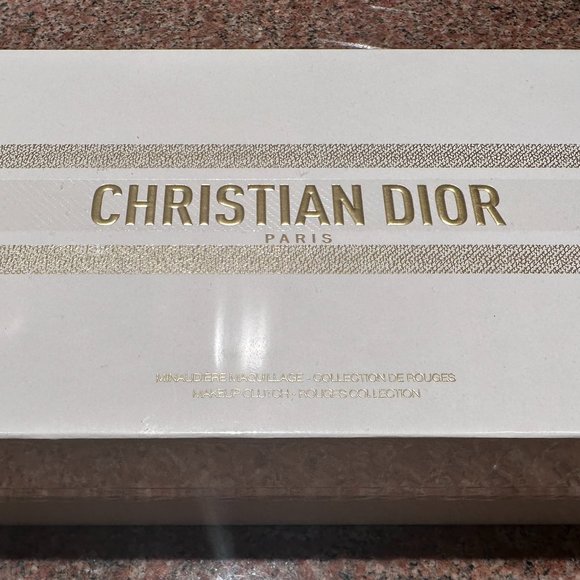 CHRISTIAN DIOR
PARIS
MINAUDIÈRE MAQUILLAGE - COLLECTION DE ROUGES
MAKEUP CLUTCH - ROUGES COLLECTION